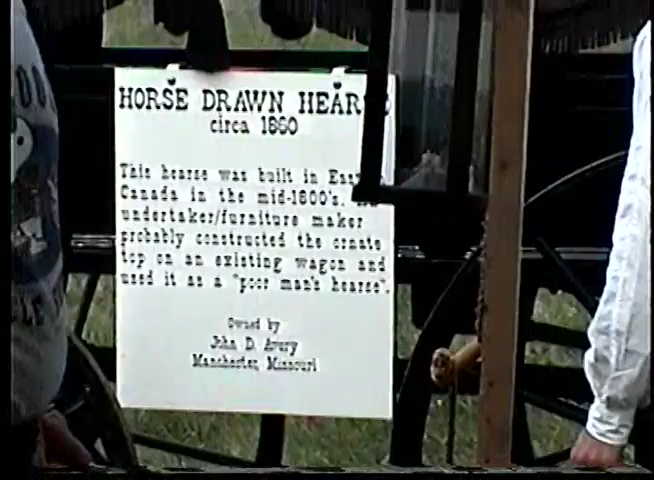 HORSE DRAWN HEAR
circa 1860
This hearse was built in East
Canada in the mid-1800's.
undertaker/furniture maker
probably constructed the ornate
top on an existing wagon and
used it as a "poor man's hearse".
Owned by
John D. Avery
Manchester, Missouri